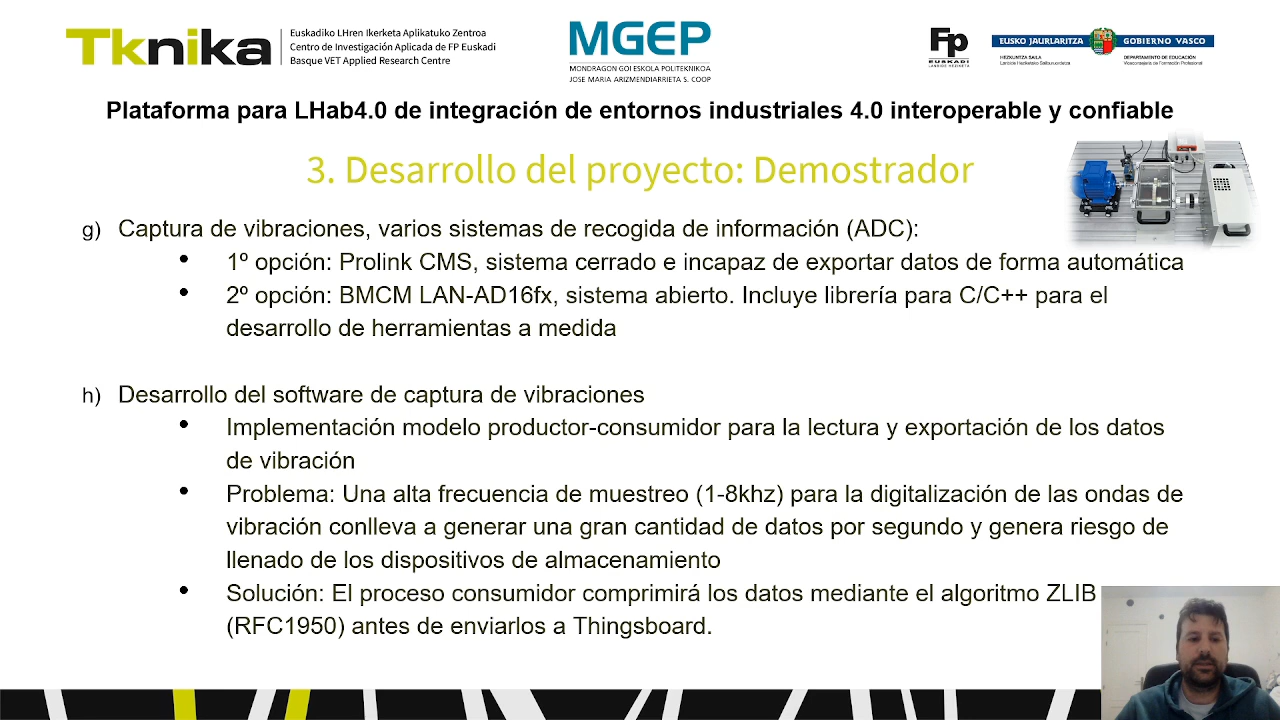 Tknika
Euskadiko LHren Ikerketa Aplikatuko Zentroa
Centro de Investigación Aplicada de FP Euskadi
Basque VET Applied Research Centre
MGEP
MONDRAGON GOI ESKOLA POLITEKNIKOA
JOSE MARIA ARIZMENDIARRIETA S. COOP
Fp
EUSKADI
LANBIDE HEZIKETA
EUSKO JAURLARITZA
GOBIERNO VASCO
HEZKUNTZA SAILA
Lanbide Heziketako Sailburuordetza
DEPARTAMENTO DE EDUCACIÓN
Viceconsejería de Formación Profesional
Plataforma para LHab4.0 de integración de entornos industriales 4.0 interoperable y confiable
3. Desarrollo del proyecto: Demostrador
g) Captura de vibraciones, varios sistemas de recogida de información (ADC):
• 1º opción: Prolink CMS, sistema cerrado e incapaz de exportar datos de forma automática
• 2º opción: BMCM LAN-AD16fx, sistema abierto. Incluye librería para C/C++ para el
desarrollo de herramientas a medida
h) Desarrollo del software de captura de vibraciones
• Implementación modelo productor-consumidor para la lectura y exportación de los datos
de vibración
• Problema: Una alta frecuencia de muestreo (1-8khz) para la digitalización de las ondas de
vibración conlleva a generar una gran cantidad de datos por segundo y genera riesgo de
llenado de los dispositivos de almacenamiento
• Solución: El proceso consumidor comprimirá los datos mediante el algoritmo ZLIB
(RFC1950) antes de enviarlos a Thingsboard.